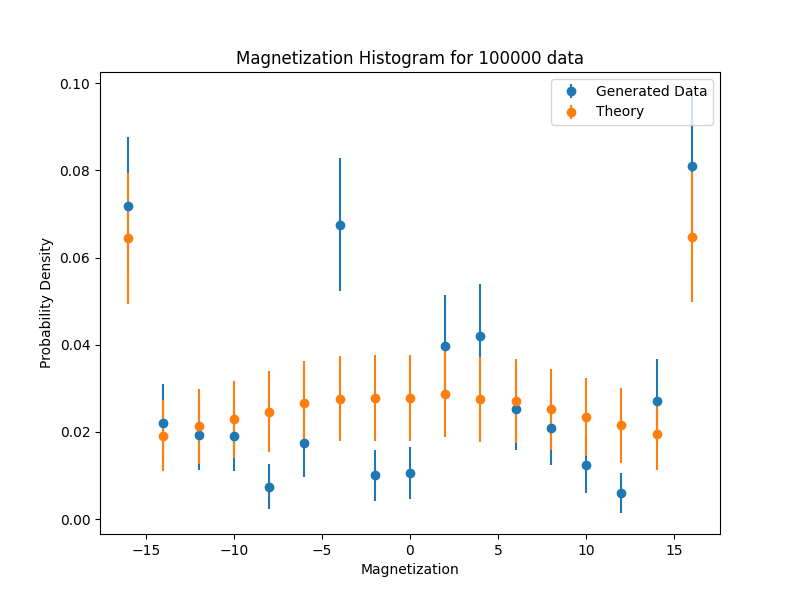 Magnetization Histogram for 100000 data
Generated Data
Theory
Probability Density
0.10
0.08
0.06
0.04
0.02
0.00
−15
−10
−5
0
5
10
15
Magnetization